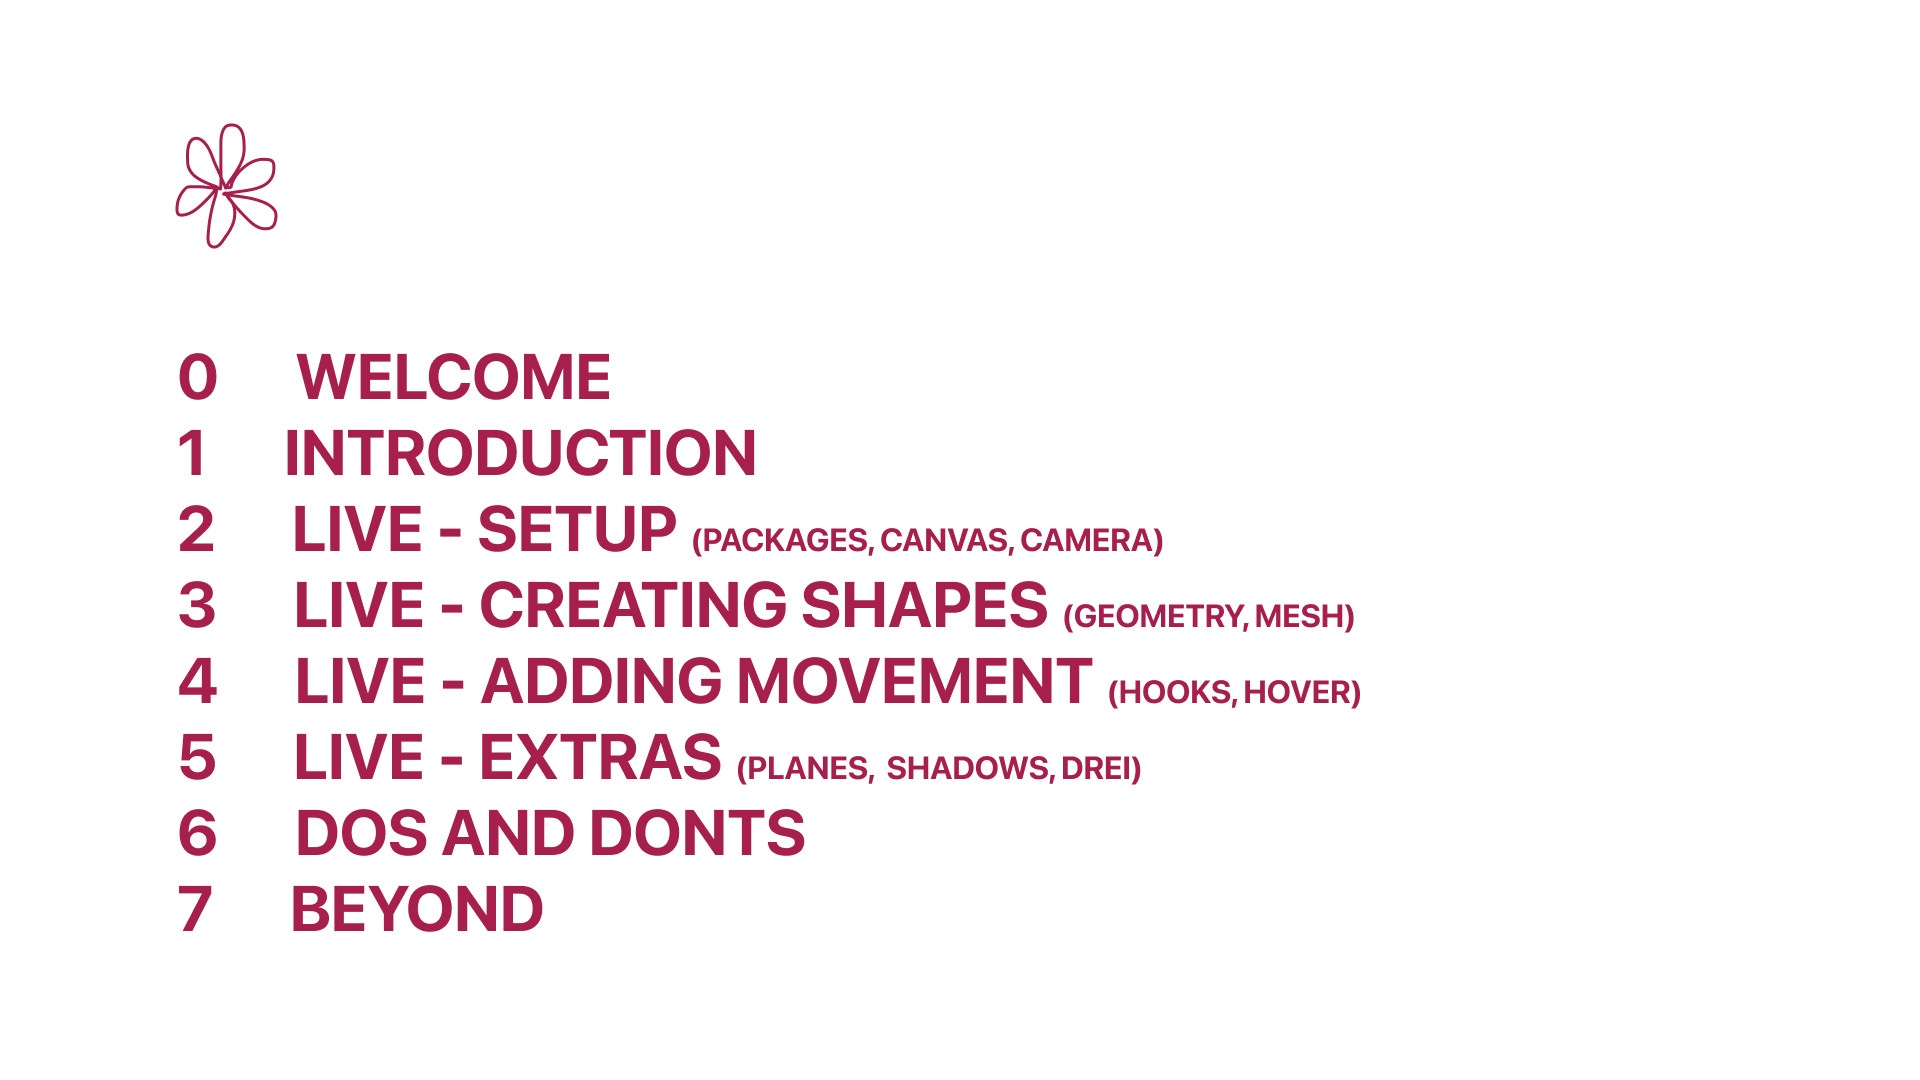 0 WELCOME
1 INTRODUCTION
2 LIVE - SETUP (PACKAGES, CANVAS, CAMERA)
3 LIVE - CREATING SHAPES (GEOMETRY, MESH)
4 LIVE - ADDING MOVEMENT (HOOKS, HOVER)
5 LIVE - EXTRAS (PLANES, SHADOWS, DREI)
6 DOS AND DONTS
7 BEYOND